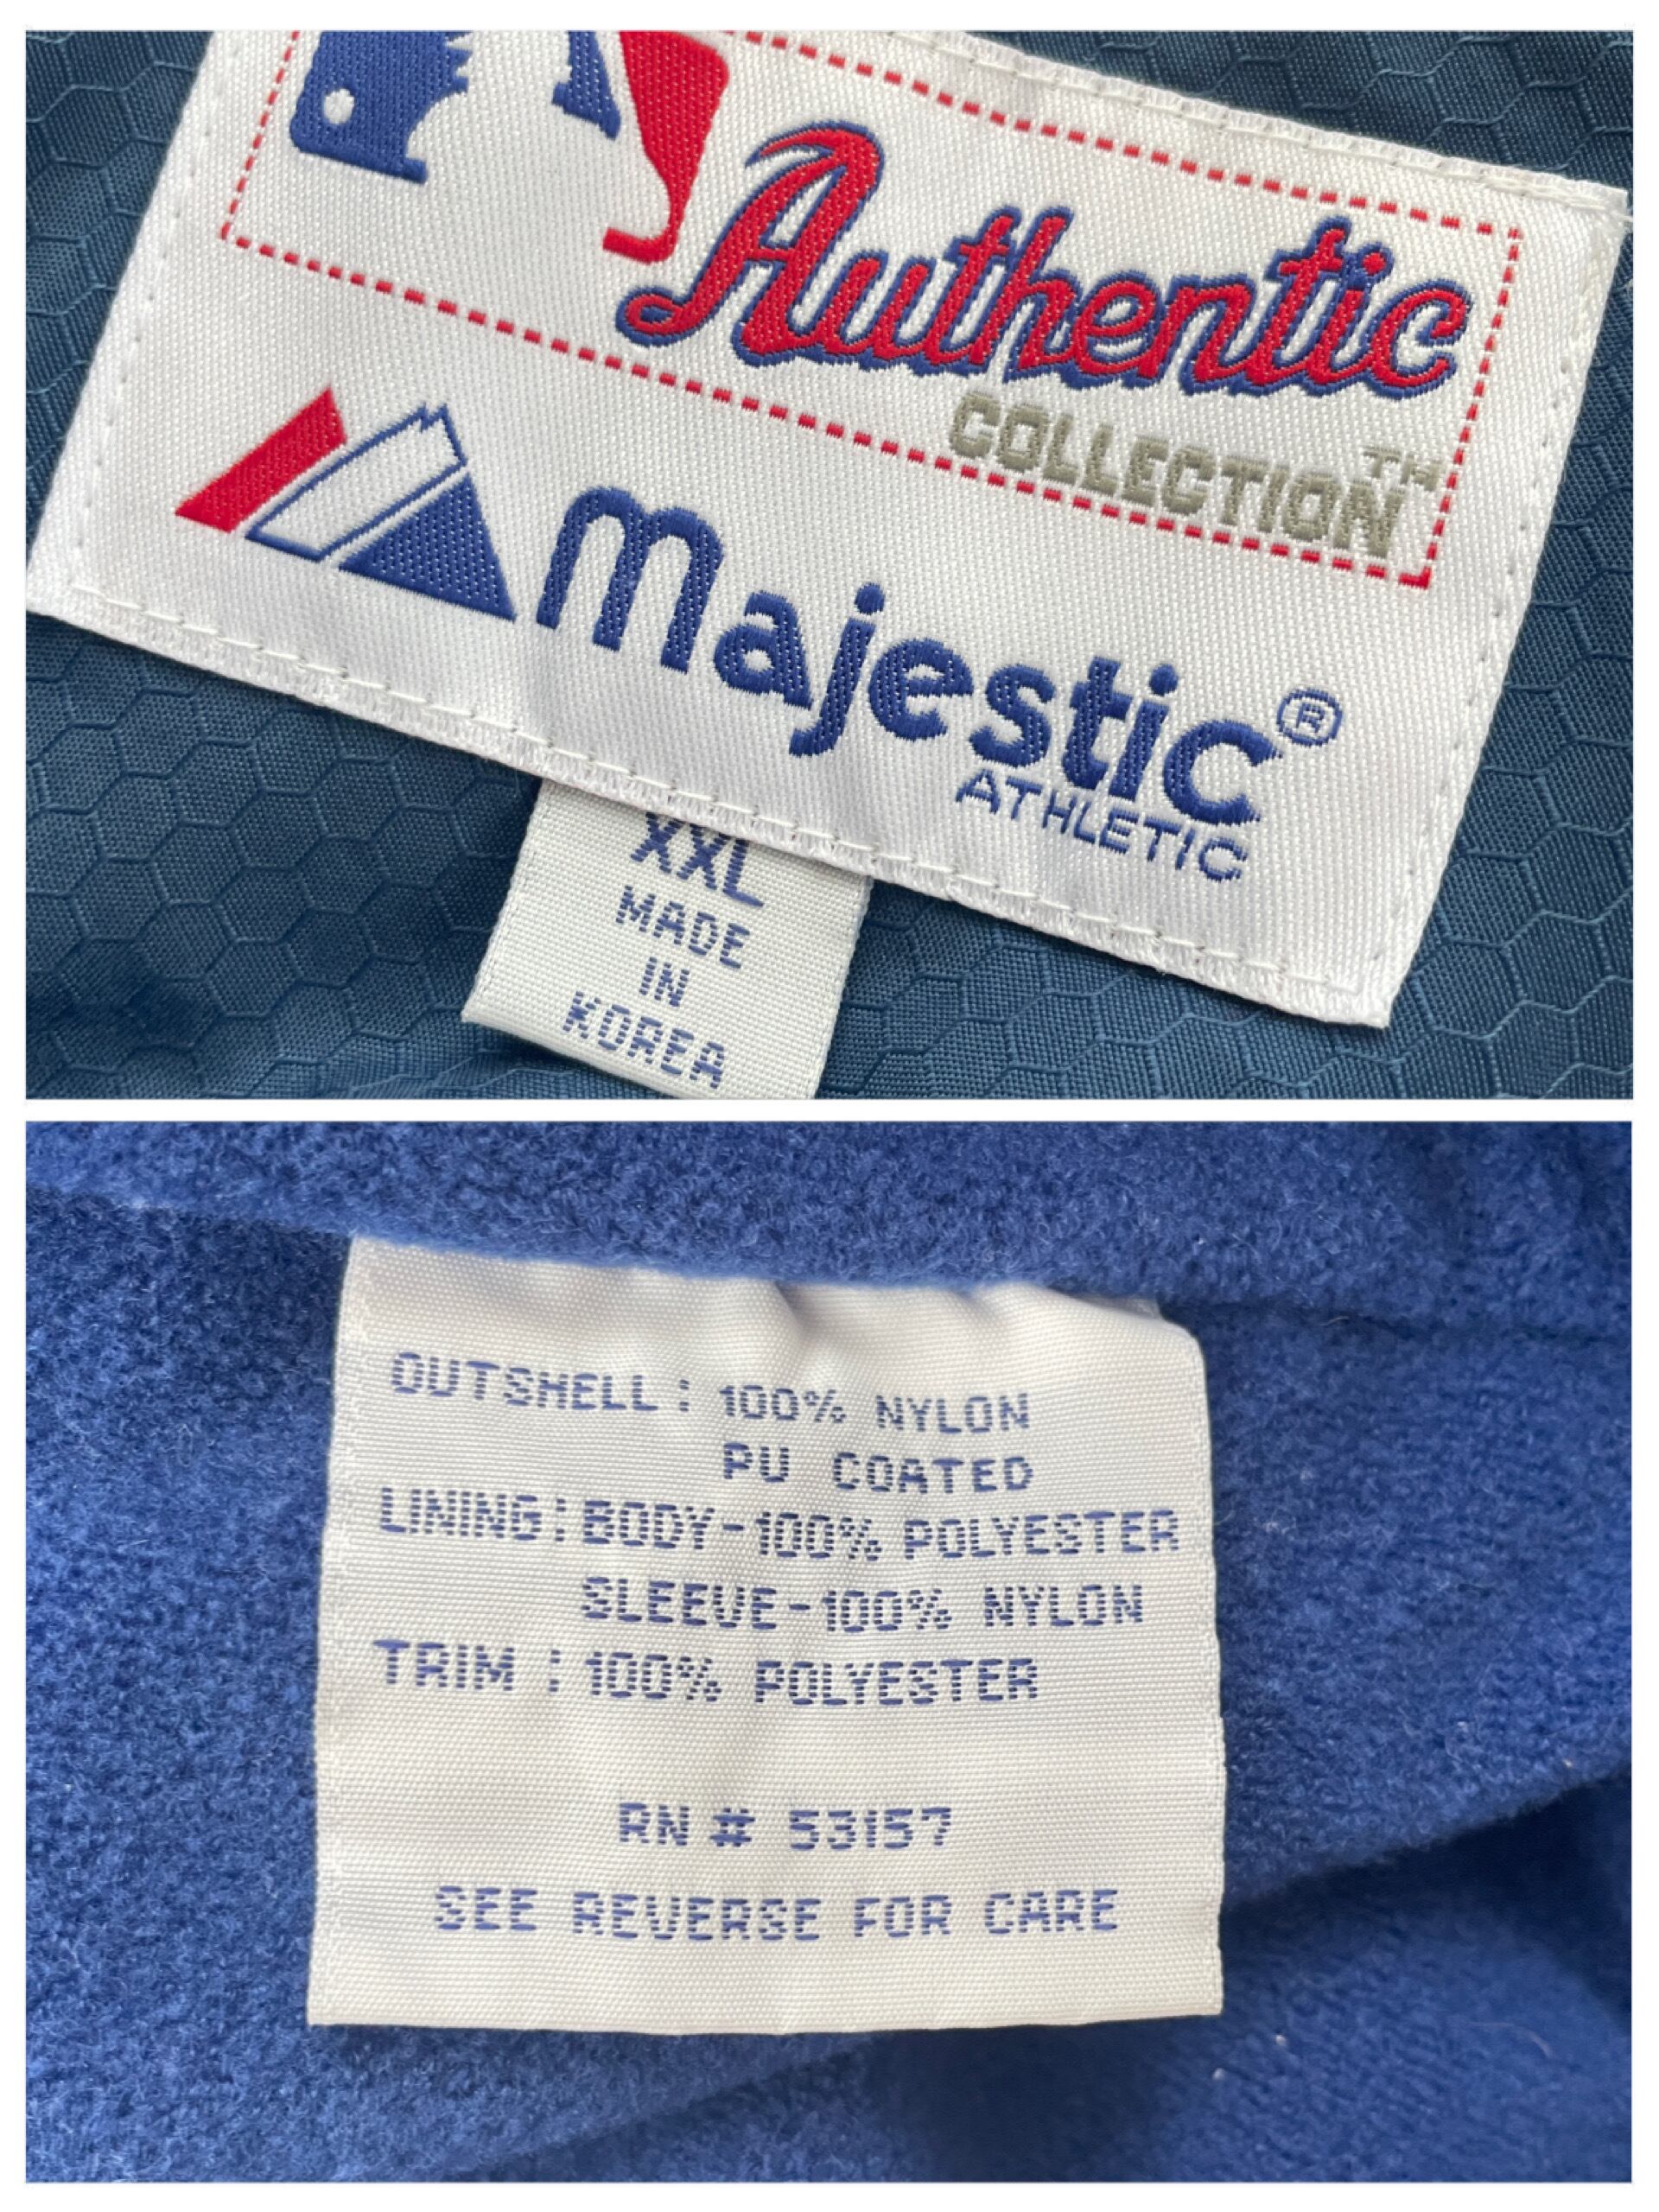 Authentic
COLLECTION™
Majestic®
ATHLETIC
XXL
MADE
IN
KOREA
OUTSHELL: 100% NYLON
PU COATED
LINING: BODY-100% POLYESTER
SLEEVE-100% NYLON
TRIM : 100% POLYESTER
RN # 53157
SEE REVERSE FOR CARE